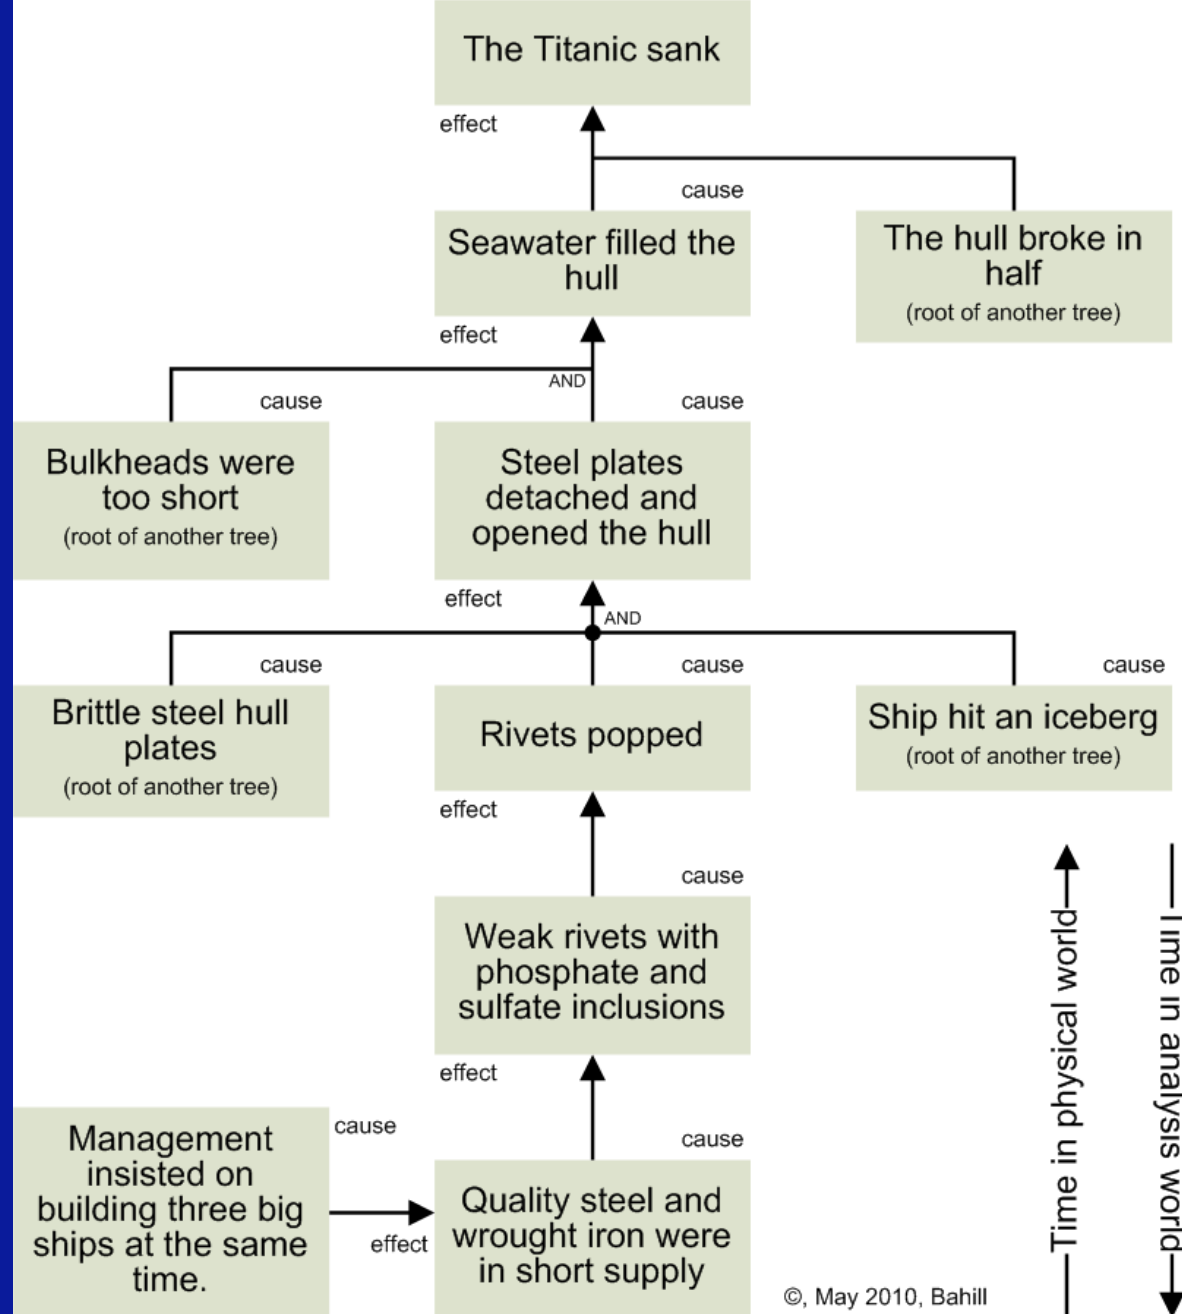 The Titanic sank
effect
cause
Seawater filled the
hull
The hull broke in
half
(root of another tree)
effect
AND
cause
cause
Bulkheads were
too short
(root of another tree)
Steel plates
detached and
opened the hull
effect
AND
cause
cause
cause
Brittle steel hull
plates
(root of another tree)
Rivets popped
Ship hit an iceberg
(root of another tree)
effect
cause
Weak rivets with
phosphate and
sulfate inclusions
effect
cause
Management
insisted on
building three big
ships at the same
time.
cause
effect
Quality steel and
wrought iron were
in short supply
Time in physical world
Time in analysis world
©, May 2010, Bahill